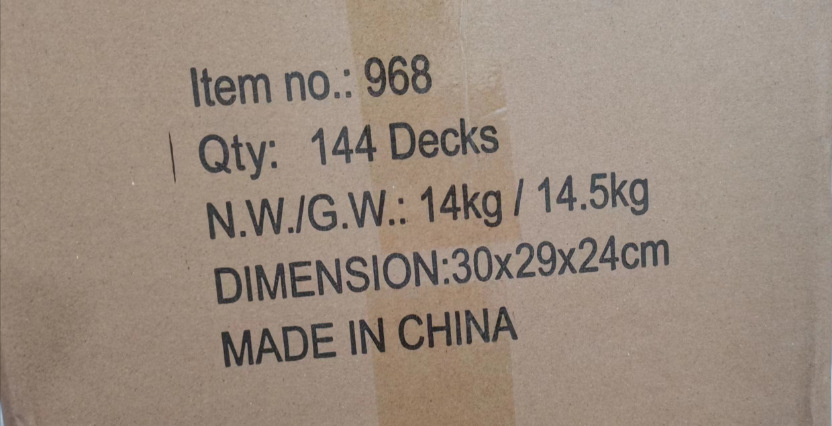 Item no.: 968
Qty: 144 Decks
N.W./G.W.: 14kg / 14.5kg
DIMENSION:30x29x24cm
MADE IN CHINA